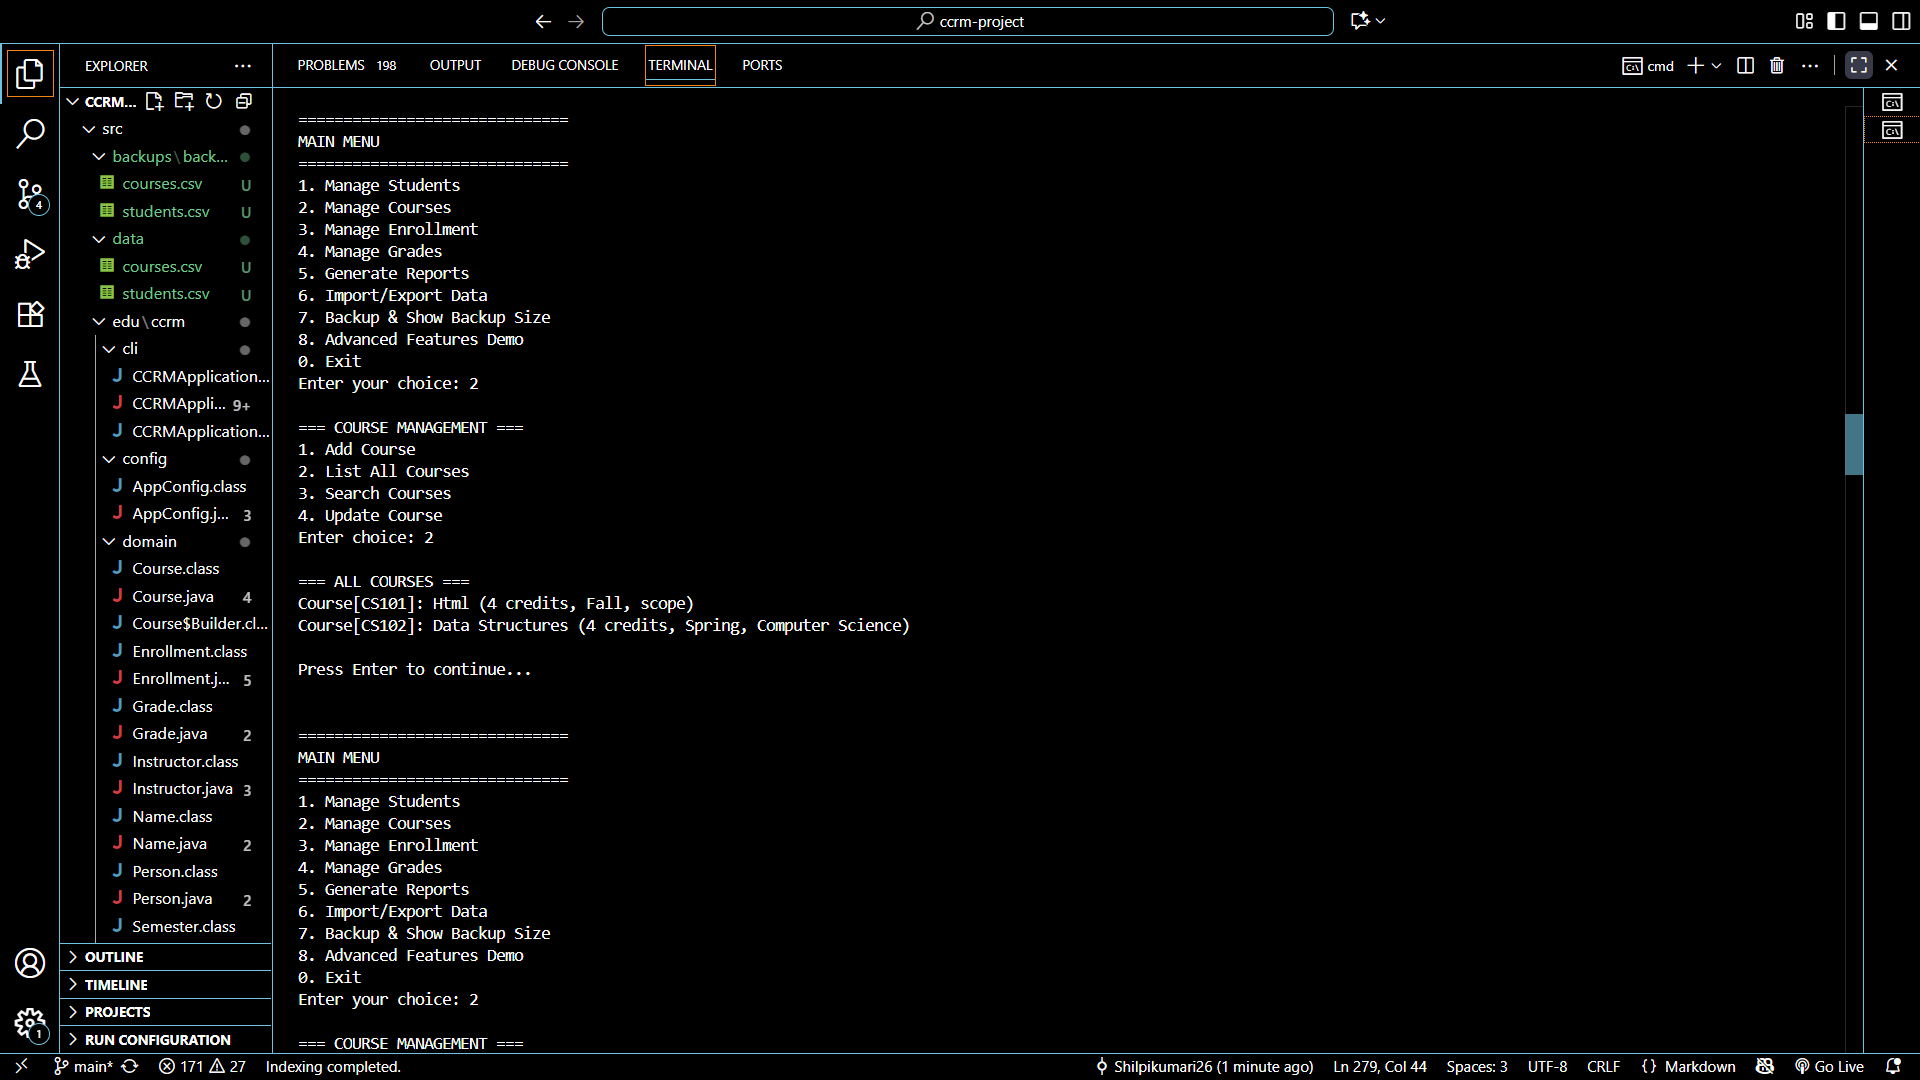 ccrm-project
EXPLORER
CCRM...
src
backups\back...
courses.csv U
students.csv U
data
courses.csv U
students.csv U
edu\ccrm
cli
CCRMApplication...
CCRMAppli... 9+
CCRMApplication...
config
AppConfig.class
AppConfig.j... 3
domain
Course.class
Course.java 4
Course$Builder.cl...
Enrollment.class
Enrollment.j... 5
Grade.class
Grade.java 2
Instructor.class
Instructor.java 3
Name.class
Name.java 2
Person.class
Person.java 2
Semester.class
OUTLINE
TIMELINE
PROJECTS
RUN CONFIGURATION
4
1
PROBLEMS 198 OUTPUT DEBUG CONSOLE TERMINAL PORTS
cmd
==============================
MAIN MENU
==============================
1. Manage Students
2. Manage Courses
3. Manage Enrollment
4. Manage Grades
5. Generate Reports
6. Import/Export Data
7. Backup & Show Backup Size
8. Advanced Features Demo
0. Exit
Enter your choice: 2
=== COURSE MANAGEMENT ===
1. Add Course
2. List All Courses
3. Search Courses
4. Update Course
Enter choice: 2
=== ALL COURSES ===
Course[CS101]: Html (4 credits, Fall, scope)
Course[CS102]: Data Structures (4 credits, Spring, Computer Science)
Press Enter to continue...
==============================
MAIN MENU
==============================
1. Manage Students
2. Manage Courses
3. Manage Enrollment
4. Manage Grades
5. Generate Reports
6. Import/Export Data
7. Backup & Show Backup Size
8. Advanced Features Demo
0. Exit
Enter your choice: 2
=== COURSE MANAGEMENT ===
main* 171 27 Indexing completed. Shilpikumari26 (1 minute ago) Ln 279, Col 44 Spaces: 3 UTF-8 CRLF {} Markdown Go Live